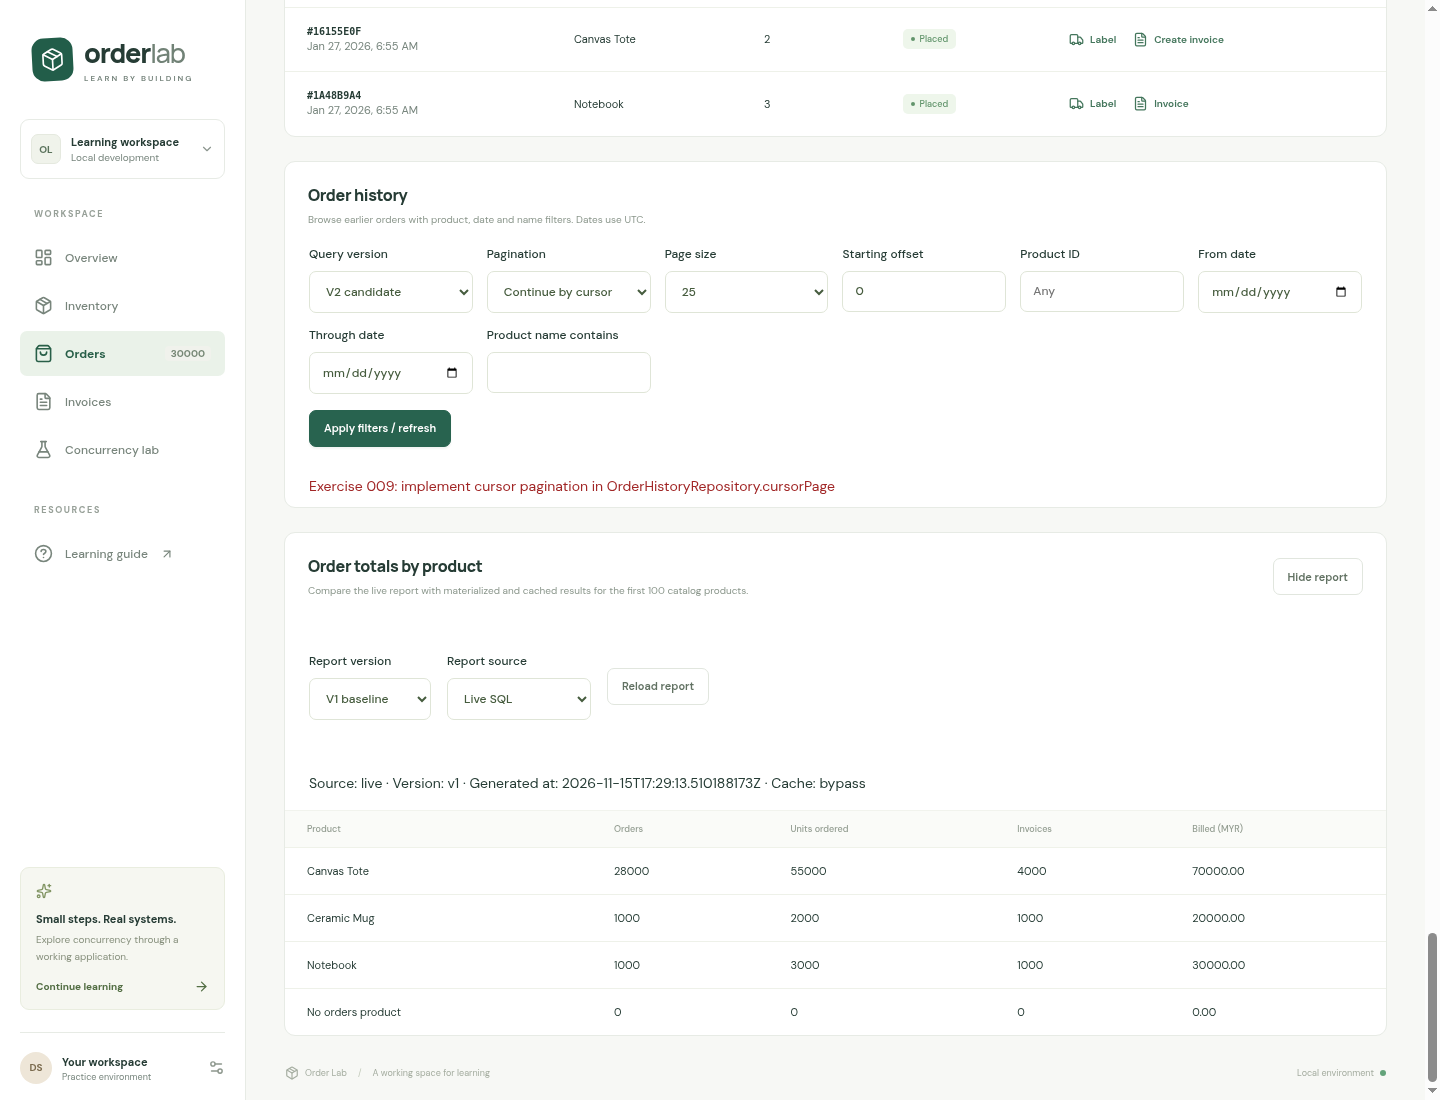 orderlab
LEARN BY BUILDING
OL
Learning workspace
Local development
WORKSPACE
Overview
Inventory
Orders 30000
Invoices
Concurrency lab
RESOURCES
Learning guide
Small steps. Real systems.
Explore concurrency through a
working application.
Continue learning
DS
Your workspace
Practice environment
#16155E0F
Jan 27, 2026, 6:55 AM
Canvas Tote 2 Placed Label Create invoice
#1A48B9A4
Jan 27, 2026, 6:55 AM
Notebook 3 Placed Label Invoice
Order history
Browse earlier orders with product, date and name filters. Dates use UTC.
Query version Pagination Page size Starting offset Product ID From date
V2 candidate Continue by cursor 25 0 Any mm/dd/yyyy
Through date Product name contains
mm/dd/yyyy
Apply filters / refresh
Exercise 009: implement cursor pagination in OrderHistoryRepository.cursorPage
Order totals by product
Compare the live report with materialized and cached results for the first 100 catalog products.
Hide report
Report version Report source
V1 baseline Live SQL Reload report
Source: live · Version: v1 · Generated at: 2026-11-15T17:29:13.510188173Z · Cache: bypass
Product Orders Units ordered Invoices Billed (MYR)
Canvas Tote 28000 55000 4000 70000.00
Ceramic Mug 1000 2000 1000 20000.00
Notebook 1000 3000 1000 30000.00
No orders product 0 0 0 0.00
Order Lab / A working space for learning
Local environment